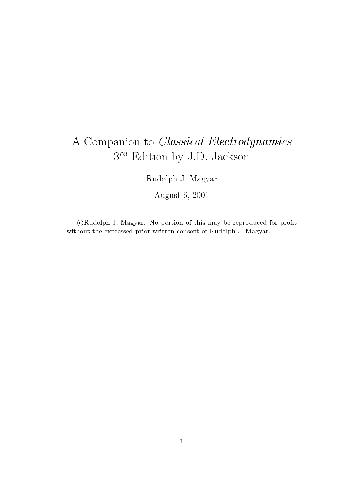 A Companion to Classical Electrodynamics
3rd Edition by J.D. Jackson
Rudolph J. Magyar
August 6, 2001
©Rudolph J. Magyar. No portion of this may be reproduced for profit
without the expressed prior written consent of Rudolph J. Magyar.
1